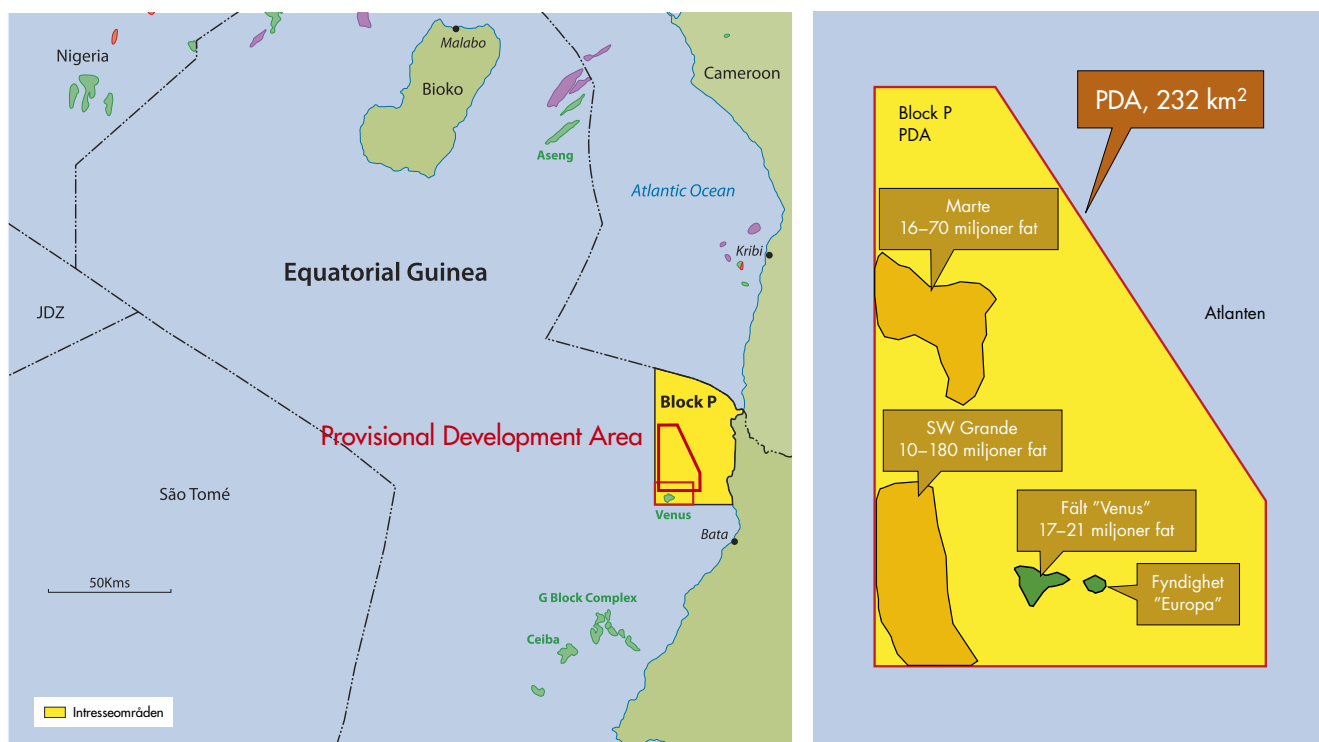 Nigeria
Malabo
Bioko
Cameroon
Aseng
Atlantic Ocean
Kribi
Equatorial Guinea
JDZ
Block P
Provisional Development Area
São Tomé
Venus
Bata
50Kms
G Block Complex
Ceiba
Intresseområden
PDA, 232 km²
Block P
PDA
Marte
16–70 miljoner fat
Atlanten
SW Grande
10–180 miljoner fat
Fält ”Venus”
17–21 miljoner fat
Fyndighet
”Europa”